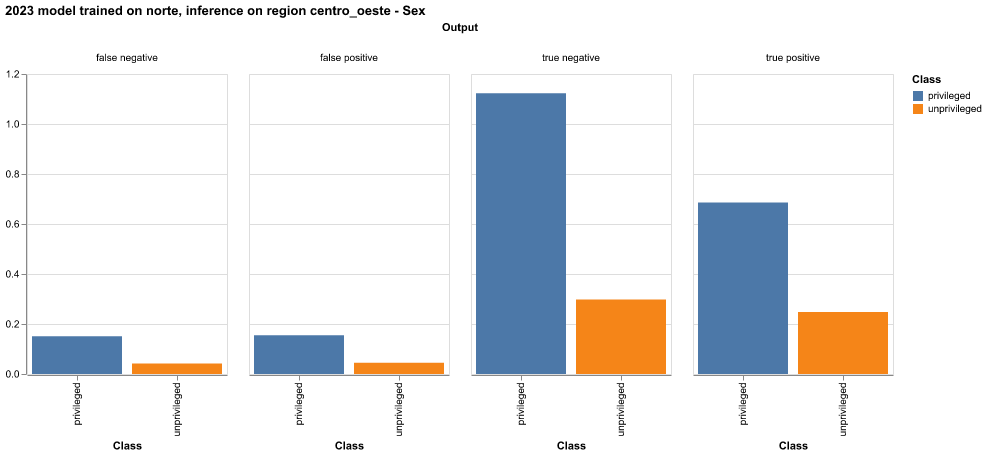 2023 model trained on norte, inference on region centro_oeste - Sex
Output
false negative
false positive
true negative
true positive
Class
privileged
unprivileged
1.2
1.0
0.8
0.6
0.4
0.2
0.0
privileged
unprivileged
privileged
unprivileged
privileged
unprivileged
privileged
unprivileged
Class
Class
Class
Class